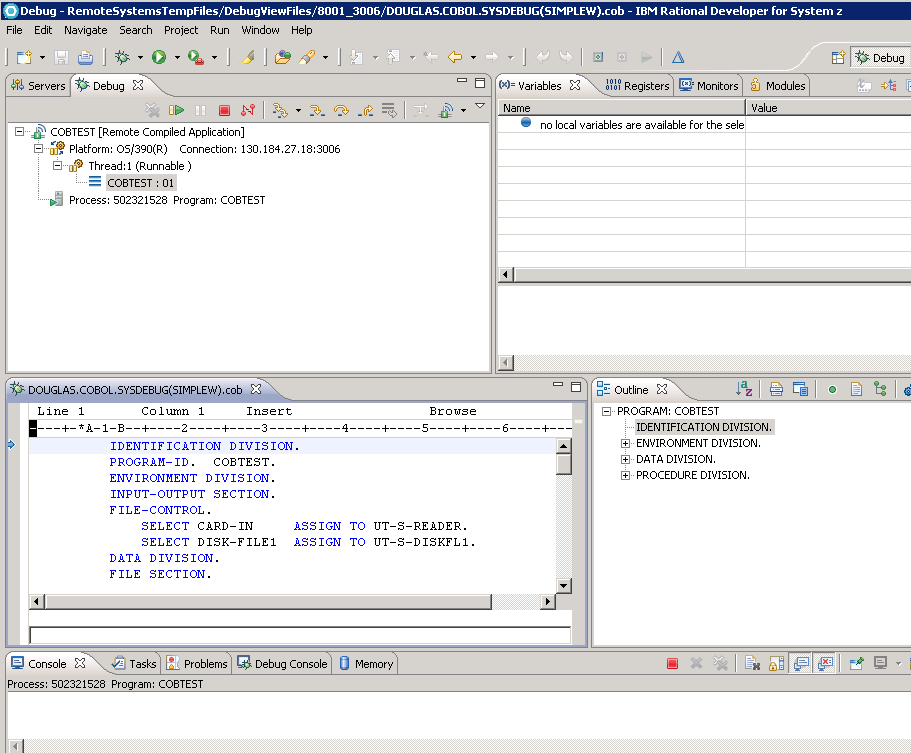 Debug - RemoteSystemsTempFiles/DebugViewFiles/8001_3006/DOUGLAS.COBOL.SYSDEBUG(SIMPLEW).cob - IBM Rational Developer for System z
File Edit Navigate Search Project Run Window Help
Debug
Servers Debug
COBTEST [Remote Compiled Application]
Platform: OS/390(R) Connection: 130.184.27.18:3006
Thread:1 (Runnable )
COBTEST : 01
Process: 502321528 Program: COBTEST
(x)= Variables 1010 0101 Registers Monitors Modules
Name Value
no local variables are available for the sele
DOUGLAS.COBOL.SYSDEBUG(SIMPLEW).cob
Line 1 Column 1 Insert Browse
----+-*A-1-B--+----2----+----3----+----4----+----5----+----6----+---
IDENTIFICATION DIVISION.
PROGRAM-ID. COBTEST.
ENVIRONMENT DIVISION.
INPUT-OUTPUT SECTION.
FILE-CONTROL.
SELECT CARD-IN ASSIGN TO UT-S-READER.
SELECT DISK-FILE1 ASSIGN TO UT-S-DISKFL1.
DATA DIVISION.
FILE SECTION.
Outline
PROGRAM: COBTEST
IDENTIFICATION DIVISION.
ENVIRONMENT DIVISION.
DATA DIVISION.
PROCEDURE DIVISION.
Console Tasks Problems Debug Console Memory
Process: 502321528 Program: COBTEST